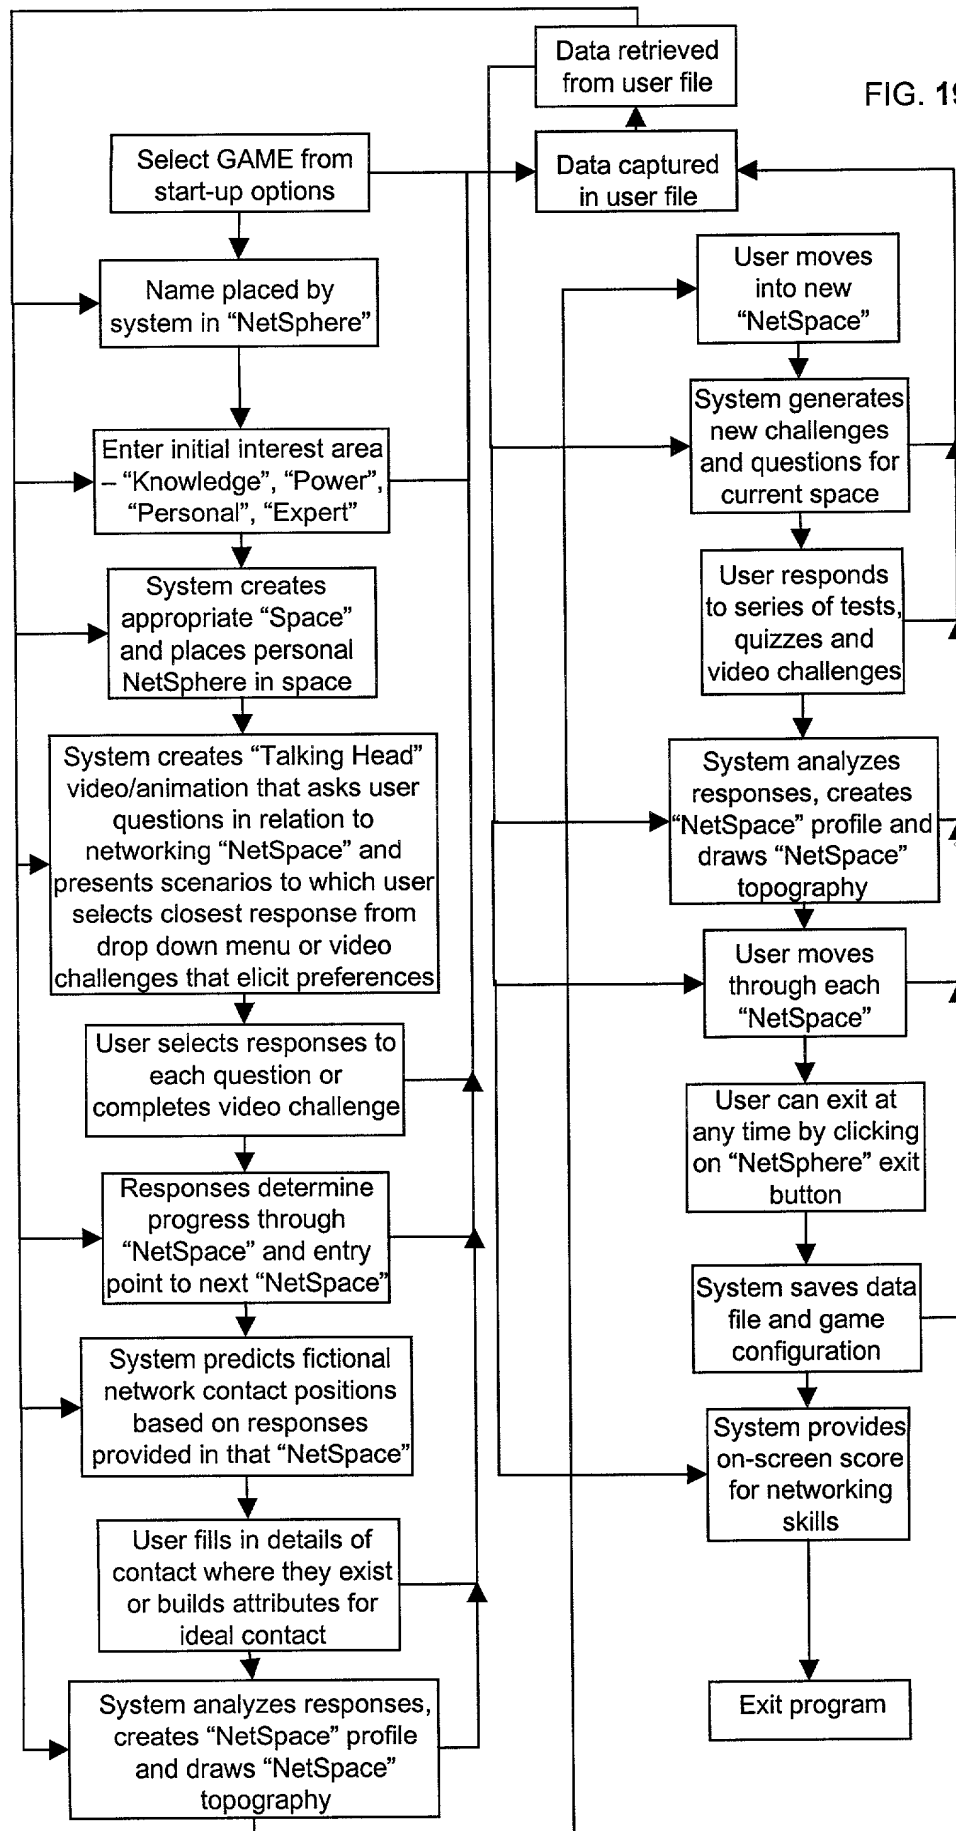 Data retrieved
from user file
FIG. 19
Select GAME from
start-up options
Data captured
in user file
Name placed by
system in “NetSphere”
Enter initial interest area
– “Knowledge”, “Power”,
“Personal”, “Expert”
System creates
appropriate “Space”
and places personal
NetSphere in space
System creates “Talking Head”
video/animation that asks user
questions in relation to
networking “NetSpace” and
presents scenarios to which user
selects closest response from
drop down menu or video
challenges that elicit preferences
User selects responses to
each question or
completes video challenge
Responses determine
progress through
“NetSpace” and entry
point to next “NetSpace”
System predicts fictional
network contact positions
based on responses
provided in that “NetSpace”
User fills in details of
contact where they exist
or builds attributes for
ideal contact
System analyzes responses,
creates “NetSpace” profile
and draws “NetSpace”
topography
User moves
into new
“NetSpace”
System generates
new challenges
and questions for
current space
User responds
to series of tests,
quizzes and
video challenges
System analyzes
responses, creates
“NetSpace” profile and
draws “NetSpace”
topography
User moves
through each
“NetSpace”
User can exit at
any time by clicking
on “NetSphere” exit
button
System saves data
file and game
configuration
System provides
on-screen score
for networking
skills
Exit program